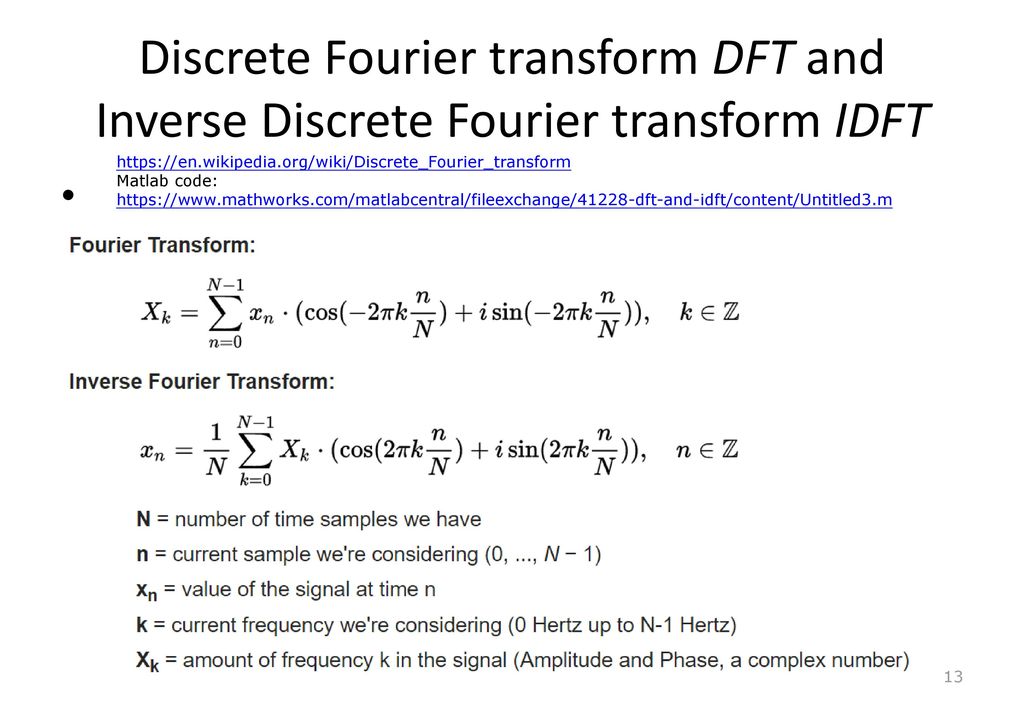 Discrete Fourier transform DFT and
Inverse Discrete Fourier transform IDFT
https://en.wikipedia.org/wiki/Discrete_Fourier_transform
• Matlab code:
https://www.mathworks.com/matlabcentral/fileexchange/41228-dft-and-idft/content/Untitled3.m
Fourier Transform:
X_k = \sum_{n=0}^{N-1} x_n \cdot (\cos(-2\pi k \frac{n}{N}) + i \sin(-2\pi k \frac{n}{N})), k \in \mathbb{Z}
Inverse Fourier Transform:
x_n = \frac{1}{N} \sum_{k=0}^{N-1} X_k \cdot (\cos(2\pi k \frac{n}{N}) + i \sin(2\pi k \frac{n}{N})), n \in \mathbb{Z}
N = number of time samples we have
n = current sample we're considering (0, ..., N − 1)
xn = value of the signal at time n
k = current frequency we're considering (0 Hertz up to N-1 Hertz)
Xk = amount of frequency k in the signal (Amplitude and Phase, a complex number)
13